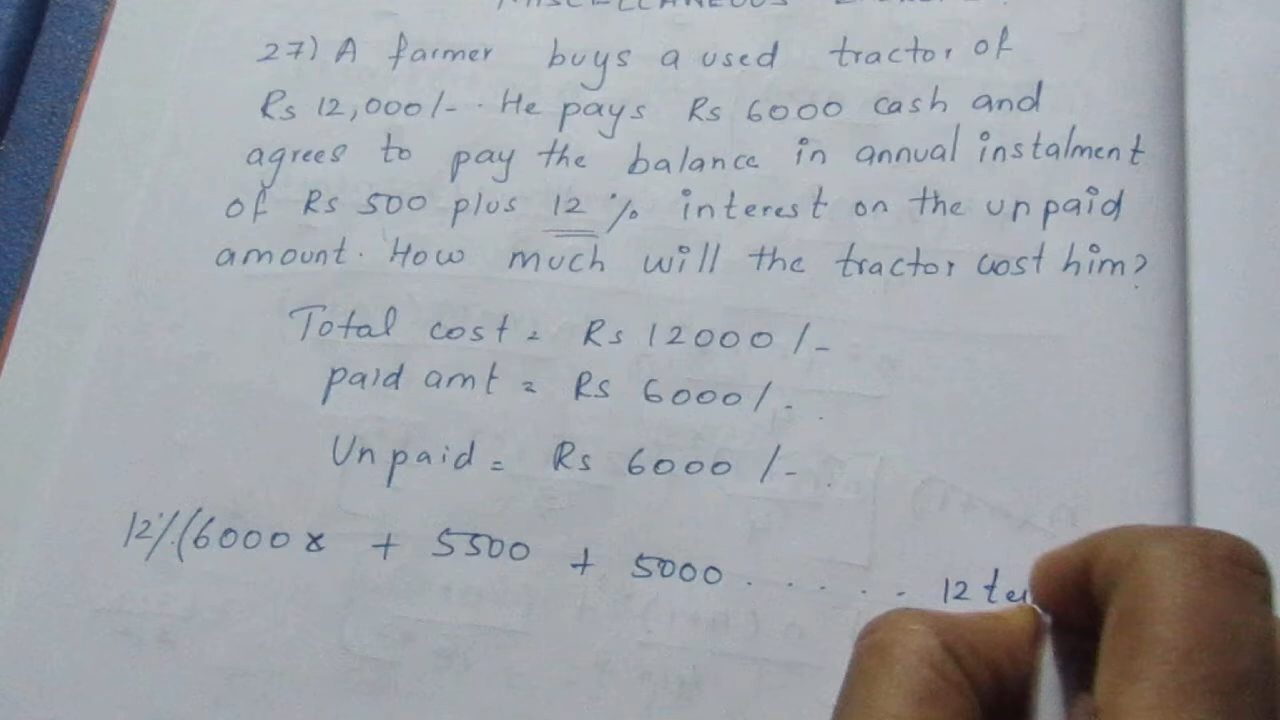 27) A farmer buys a used tractor of
Rs 12,000/-. He pays Rs 6000 cash and
agrees to pay the balance in annual instalment
of Rs 500 plus 12 % interest on the unpaid
amount. How much will the tractor cost him?
Total cost = Rs 12000 /-
paid amt = Rs 6000/-.
Unpaid = Rs 6000 /-.
12%(6000 x + 5500 + 5000 . . . . . . 12